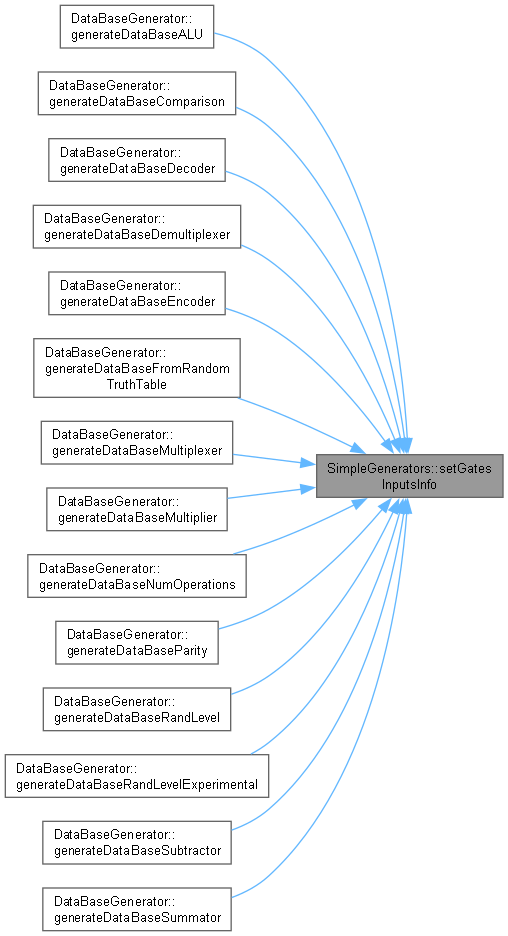 DataBaseGenerator::
generateDataBaseALU
DataBaseGenerator::
generateDataBaseComparison
DataBaseGenerator::
generateDataBaseDecoder
DataBaseGenerator::
generateDataBaseDemultiplexer
DataBaseGenerator::
generateDataBaseEncoder
DataBaseGenerator::
generateDataBaseFromRandom
TruthTable
DataBaseGenerator::
generateDataBaseMultiplexer
SimpleGenerators::setGates
InputsInfo
DataBaseGenerator::
generateDataBaseMultiplier
DataBaseGenerator::
generateDataBaseNumOperations
DataBaseGenerator::
generateDataBaseParity
DataBaseGenerator::
generateDataBaseRandLevel
DataBaseGenerator::
generateDataBaseRandLevelExperimental
DataBaseGenerator::
generateDataBaseSubtractor
DataBaseGenerator::
generateDataBaseSummator